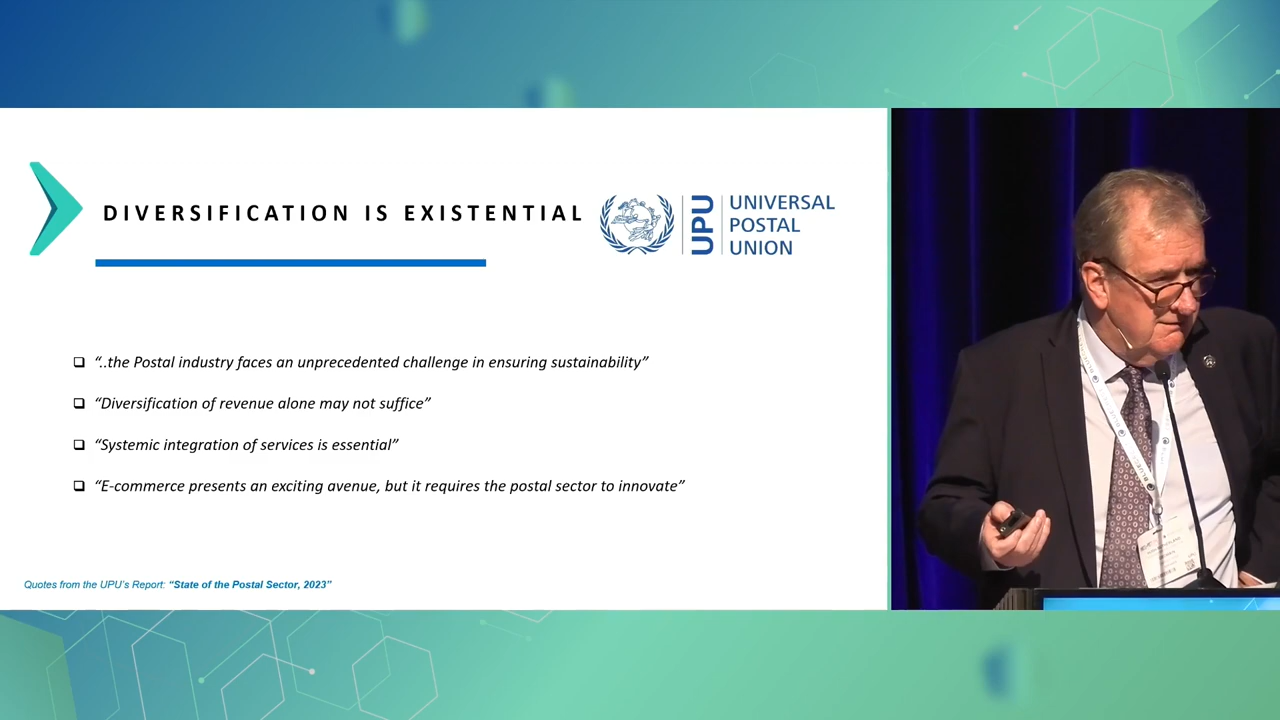 DIVERSIFICATION IS EXISTENTIAL
UPU
UNIVERSAL
POSTAL
UNION
“..the Postal industry faces an unprecedented challenge in ensuring sustainability”
“Diversification of revenue alone may not suffice”
“Systemic integration of services is essential”
“E-commerce presents an exciting avenue, but it requires the postal sector to innovate”
Quotes from the UPU’s Report: “State of the Postal Sector, 2023”